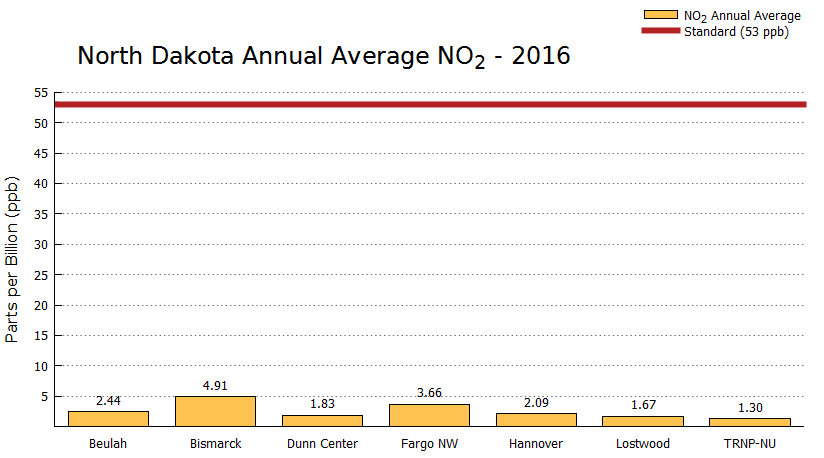 NO2 Annual Average
Standard (53 ppb)
North Dakota Annual Average NO2 - 2016
Parts per Billion (ppb)
55
50
45
40
35
30
25
20
15
10
5
2.44
4.91
1.83
3.66
2.09
1.67
1.30
Beulah
Bismarck
Dunn Center
Fargo NW
Hannover
Lostwood
TRNP-NU